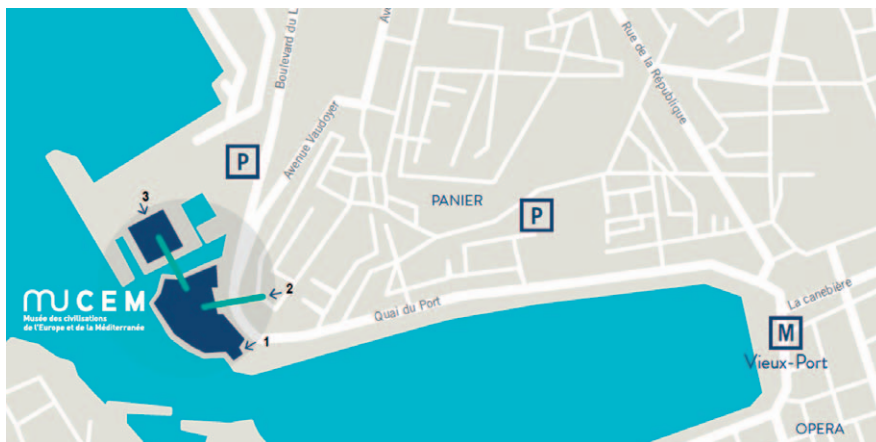 Boulevard du L
Av
Avenue Vaudoyer
Rue de la République
P
PANIER
P
3
2
1
MUCEM
Musée des civilisations
de l'Europe et de la Méditerranée
Quai du Port
La canebière
M
Vieux-Port
OPERA